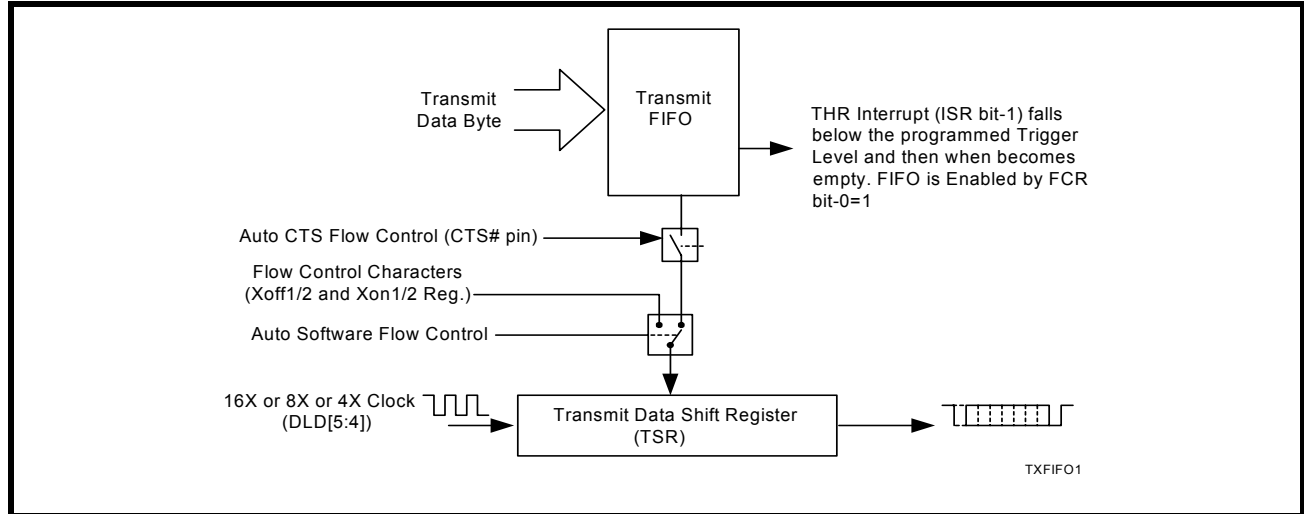 Transmit
Data Byte
Transmit
FIFO
THR Interrupt (ISR bit-1) falls
below the programmed Trigger
Level and then when becomes
empty. FIFO is Enabled by FCR
bit-0=1
Auto CTS Flow Control (CTS# pin)
Flow Control Characters
(Xoff1/2 and Xon1/2 Reg.)
Auto Software Flow Control
16X or 8X or 4X Clock
(DLD[5:4])
Transmit Data Shift Register
(TSR)
TXFIFO1